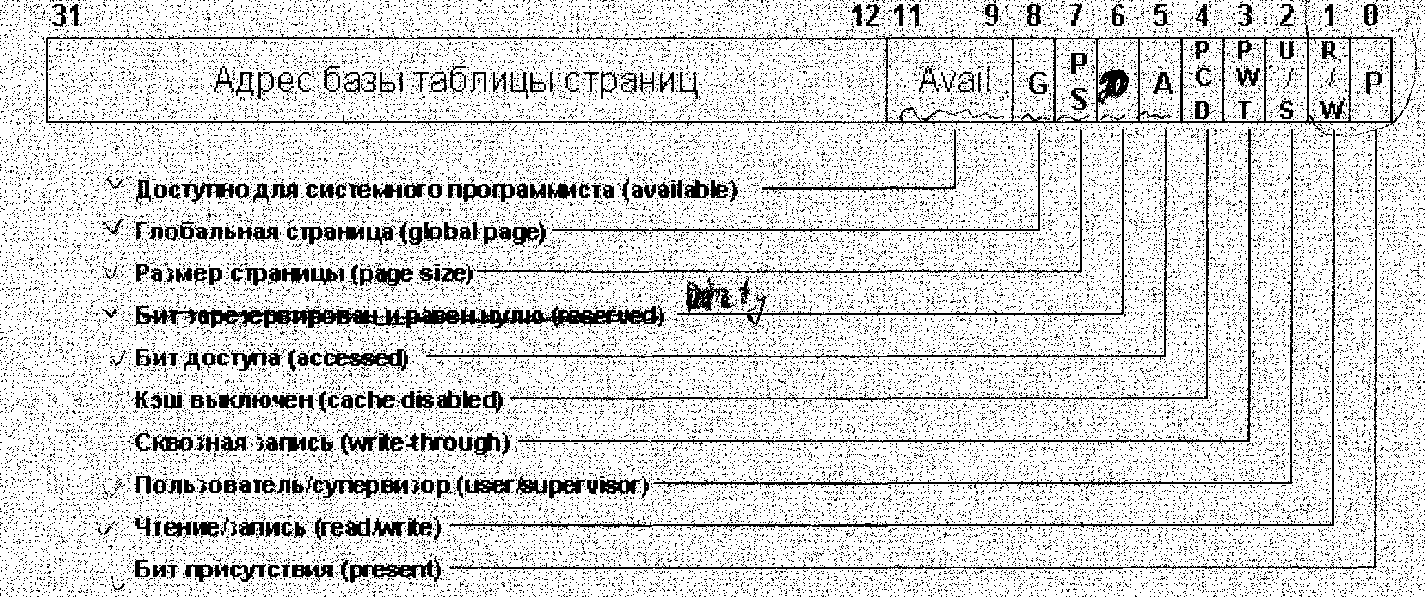 31 12 11 9 8 7 6 5 4 3 2 1 0
Адрес базы таблицы страниц Avail G PS D A PCD PWT U/S R/W P
Доступно для системного программиста (available)
Глобальная страница (global page)
Размер страницы (page size)
Dirty
Бит зарезервирован и равен нулю (reserved)
Бит доступа (accessed)
Кэш выключен (cache disabled)
Сквозная запись (write-through)
Пользователь/супервизор (user/supervisor)
Чтение/запись (read/write)
Бит присутствия (present)